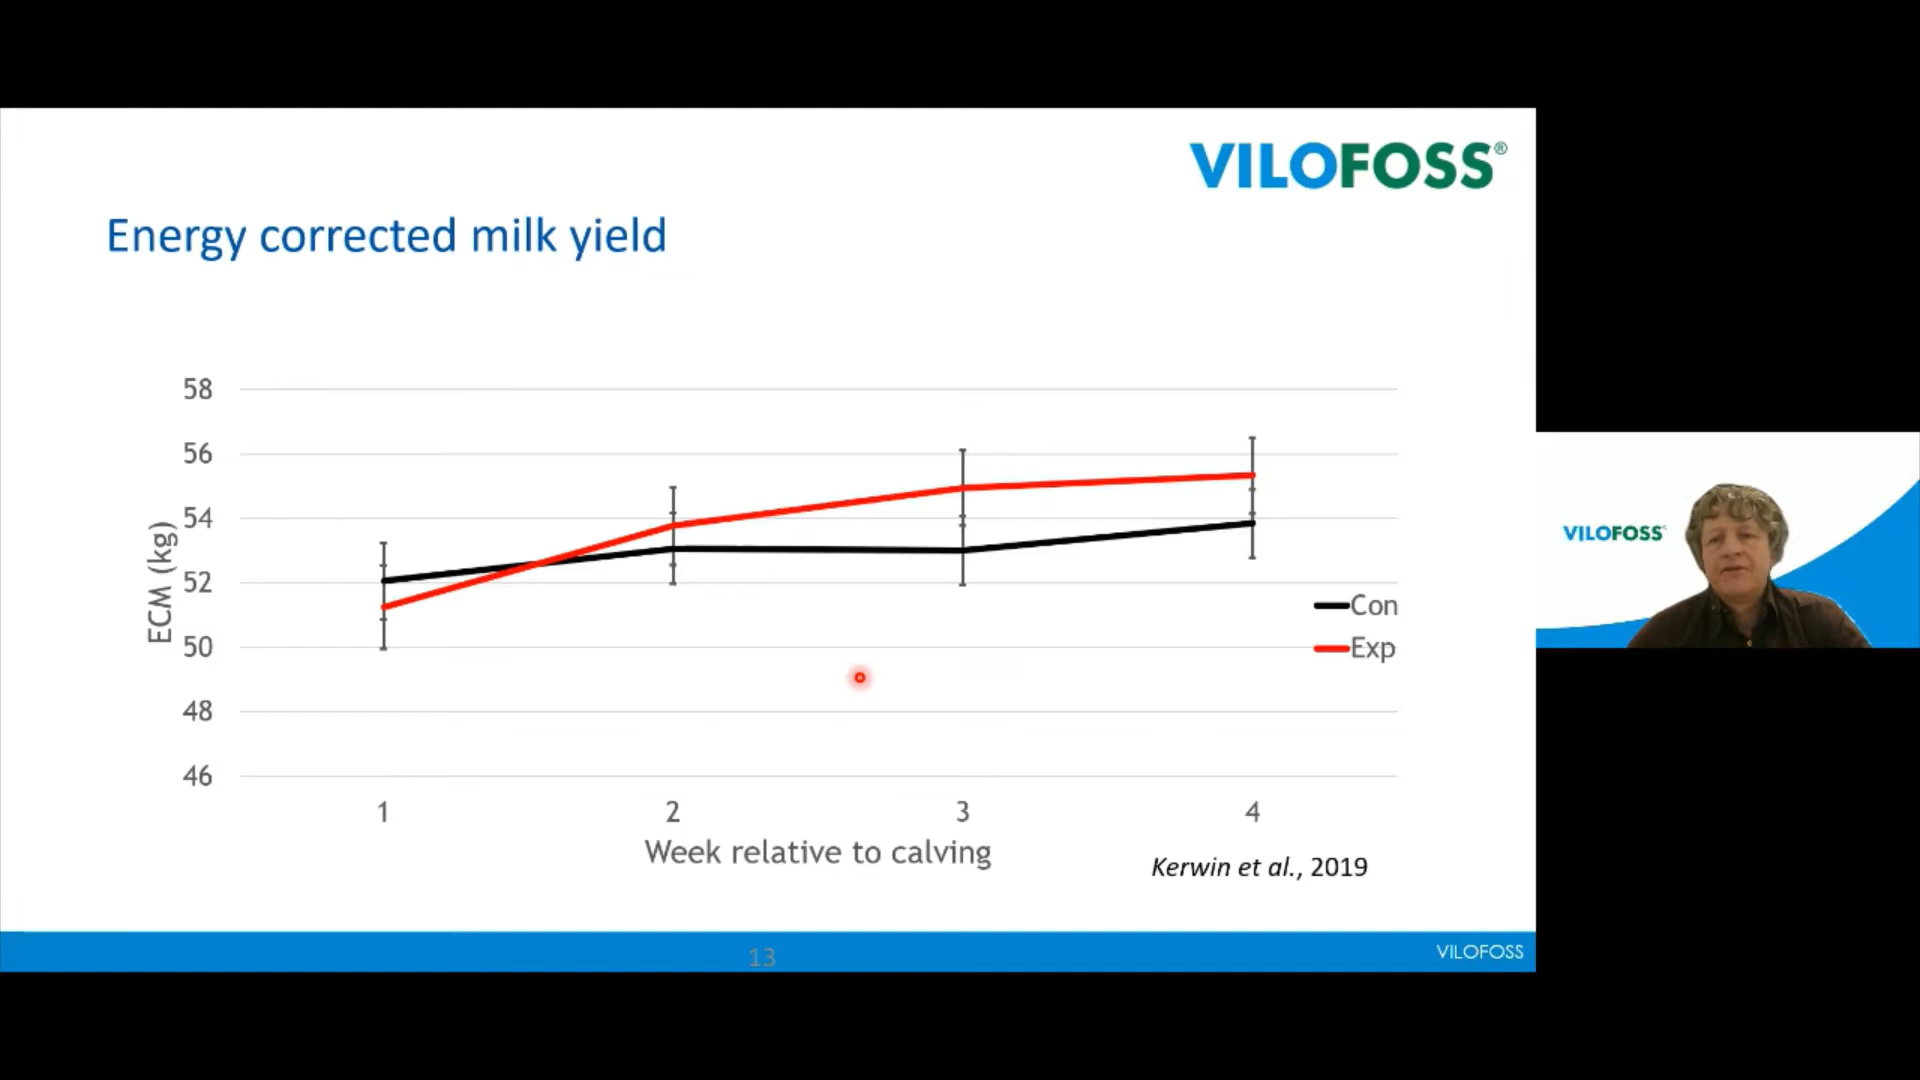 VILOFOSS®
Energy corrected milk yield
58
56
54
52
50
48
46
ECM (kg)
1 2 3 4
Week relative to calving
Con
Exp
Kerwin et al., 2019
13
VILOFOSS
VILOFOSS